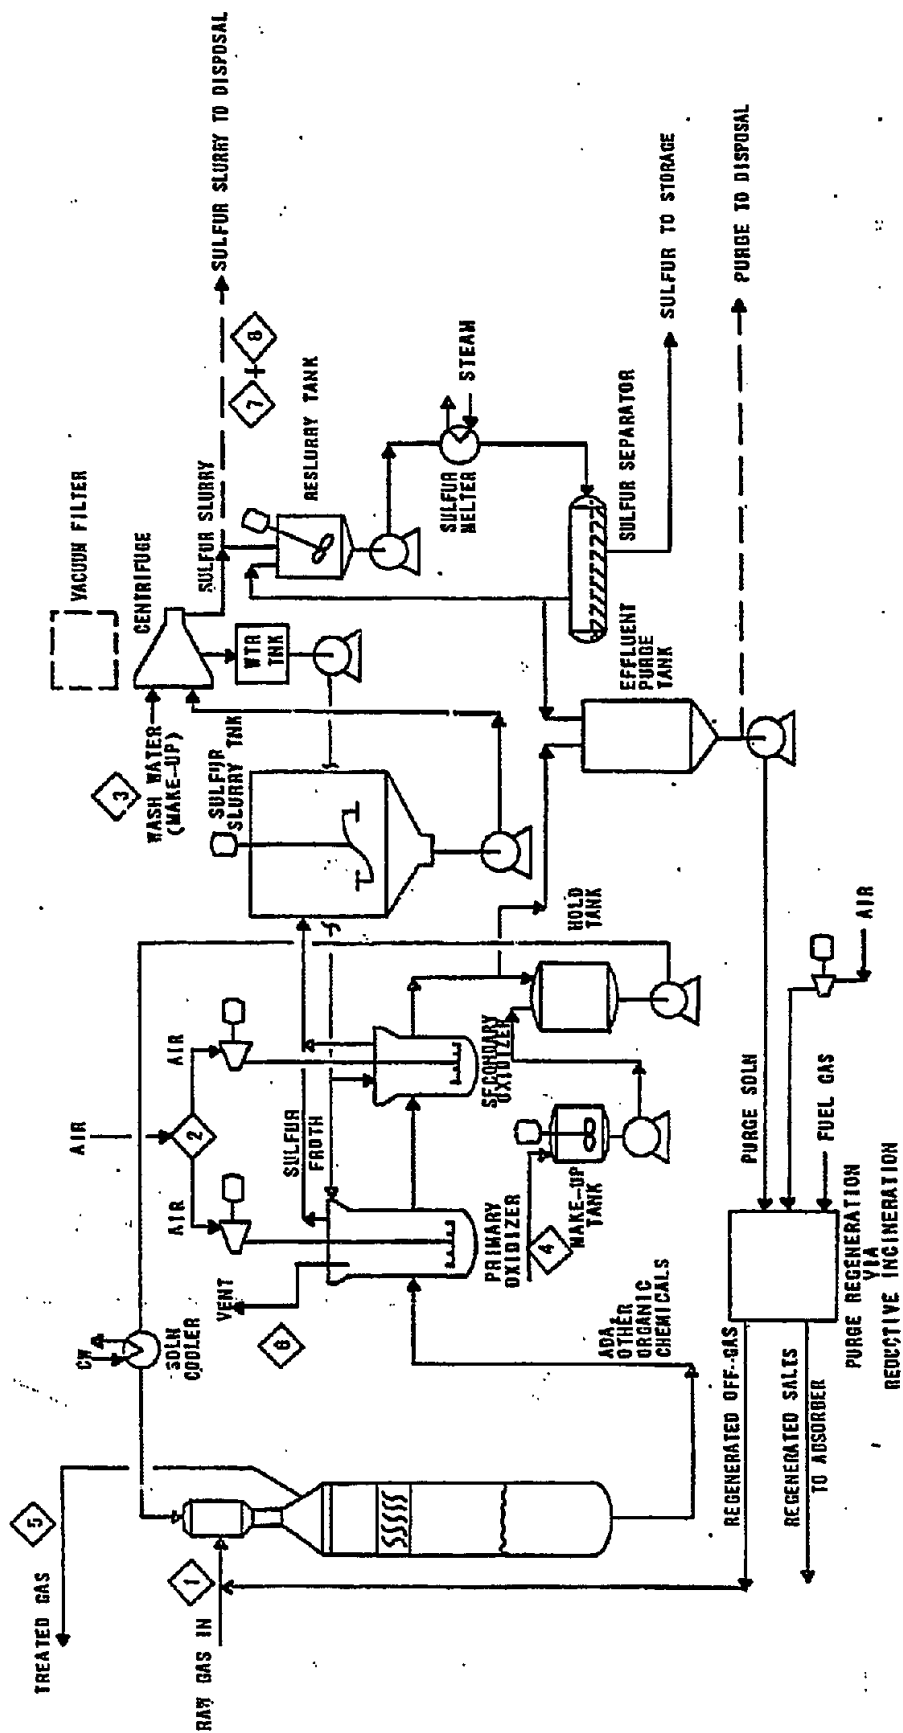 TREATED GAS
5
RAW GAS IN
1
CW
SOLN
COOLER
VENT
6
AIR
2
AIR
AIR
SULFUR
FROTH
PRIMARY
OXIDIZER
4
MAKE-UP
TANK
SECONDARY
OXIDIZER
HOLD
TANK
ADA &
OTHER
ORGANIC
CHEMICALS
3
WASH WATER
(MAKE-UP)
SULFUR
SLURRY TNK
VACUUM FILTER
CENTRIFUGE
WTR
TNK
SULFUR SLURRY
7 + 8
SULFUR SLURRY TO DISPOSAL
RESLURRY TANK
SULFUR
MELTER
STEAM
SULFUR SEPARATOR
SULFUR TO STORAGE
EFFLUENT
PURGE
TANK
PURGE TO DISPOSAL
PURGE SOLN
AIR
FUEL GAS
PURGE REGENERATION
VIA
REDUCTIVE INCINERATION
REGENERATED OFF-GAS
REGENERATED SALTS
TO ADSORBER